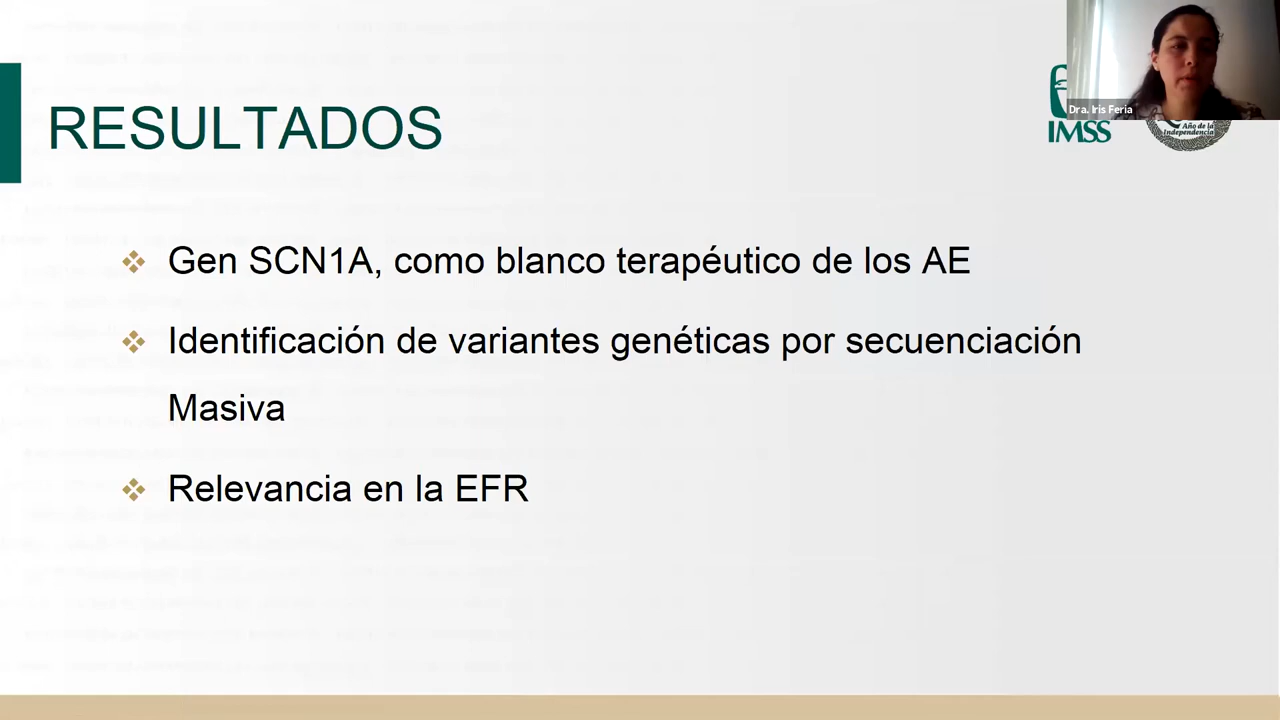 RESULTADOS
Dra. Iris Feria
IMSS
Año de la
Independencia
Gen SCN1A, como blanco terapéutico de los AE
Identificación de variantes genéticas por secuenciación
Masiva
Relevancia en la EFR